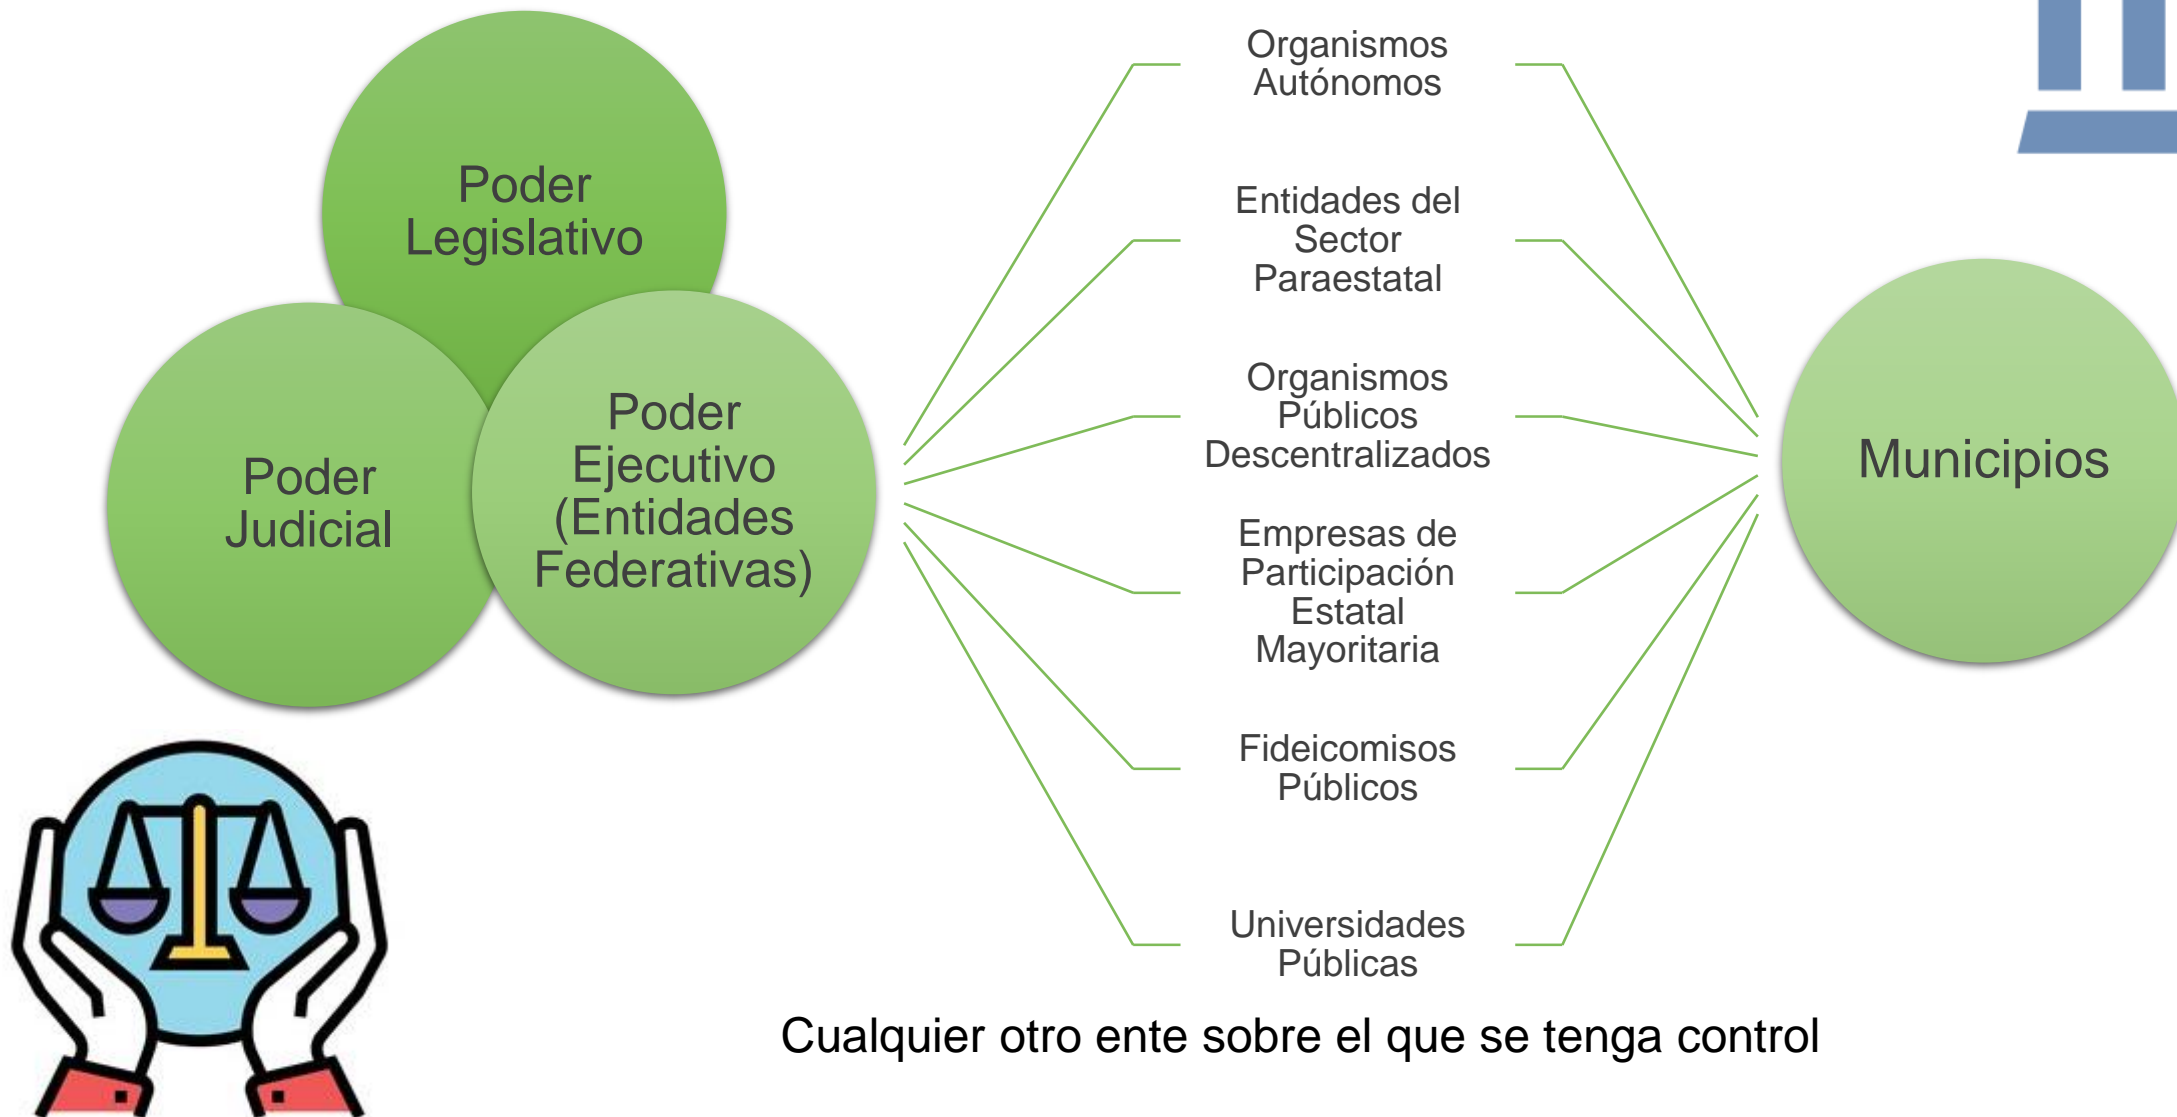 Poder
Legislativo
Poder
Judicial
Poder
Ejecutivo
(Entidades
Federativas)
Organismos
Autónomos
Entidades del
Sector
Paraestatal
Organismos
Públicos
Descentralizados
Empresas de
Participación
Estatal
Mayoritaria
Fideicomisos
Públicos
Universidades
Públicas
Municipios
Cualquier otro ente sobre el que se tenga control